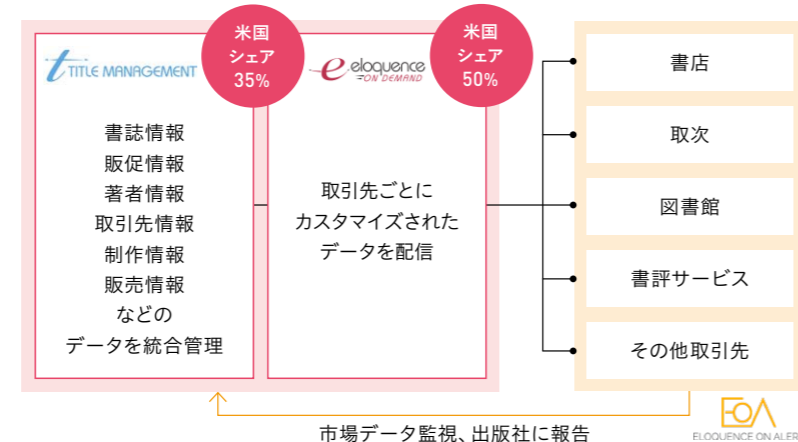 米国
シェア
35%
TITLE MANAGEMENT
書誌情報
販促情報
著者情報
取引先情報
制作情報
販売情報
などの
データを統合管理
米国
シェア
50%
eloquence
ON DEMAND
取引先ごとに
カスタマイズされた
データを配信
書店
取次
図書館
書評サービス
その他取引先
市場データ監視、出版社に報告
EOA
ELOQUENCE ON ALER